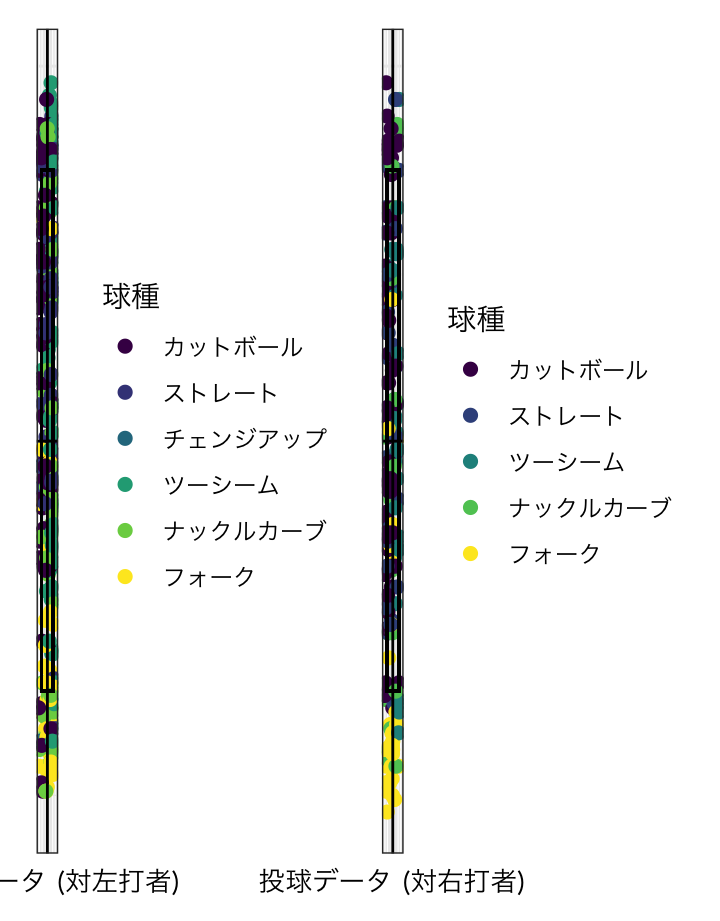 球種
カットボール
ストレート
チェンジアップ
ツーシーム
ナックルカーブ
フォーク
球種
カットボール
ストレート
ツーシーム
ナックルカーブ
フォーク
ータ (対左打者)
投球データ (対右打者)